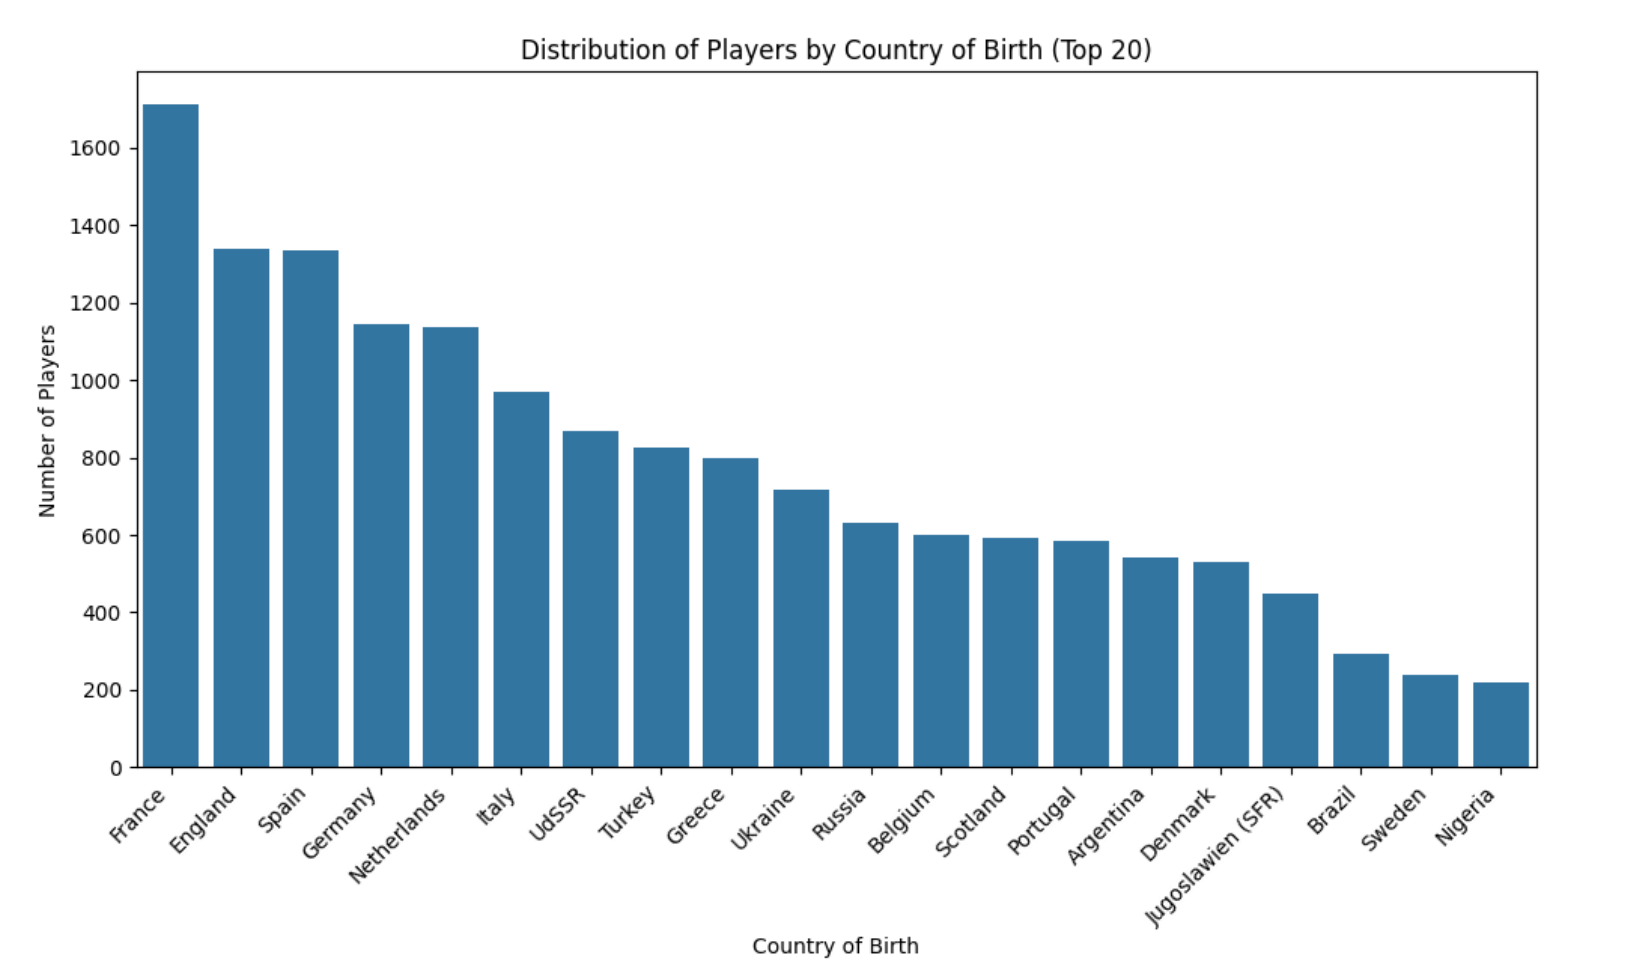 Distribution of Players by Country of Birth (Top 20)
Number of Players
1600
1400
1200
1000
800
600
400
200
0
France
England
Spain
Germany
Netherlands
Italy
UdSSR
Turkey
Greece
Ukraine
Russia
Belgium
Scotland
Portugal
Argentina
Denmark
Jugoslawien (SFR)
Brazil
Sweden
Nigeria
Country of Birth